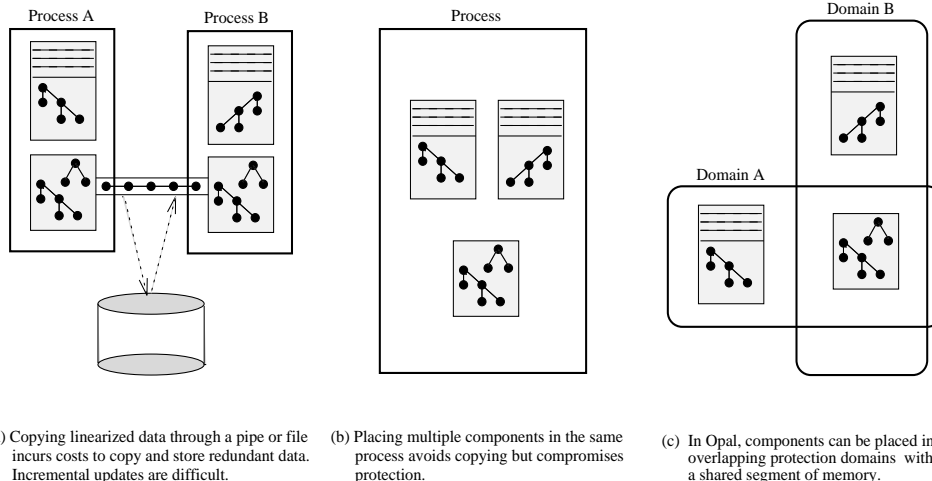 Process A
Process B
Process
Domain B
Domain A
) Copying linearized data through a pipe or file
incurs costs to copy and store redundant data.
Incremental updates are difficult.
(b) Placing multiple components in the same
process avoids copying but compromises
protection.
(c) In Opal, components can be placed in
overlapping protection domains with
a shared segment of memory.